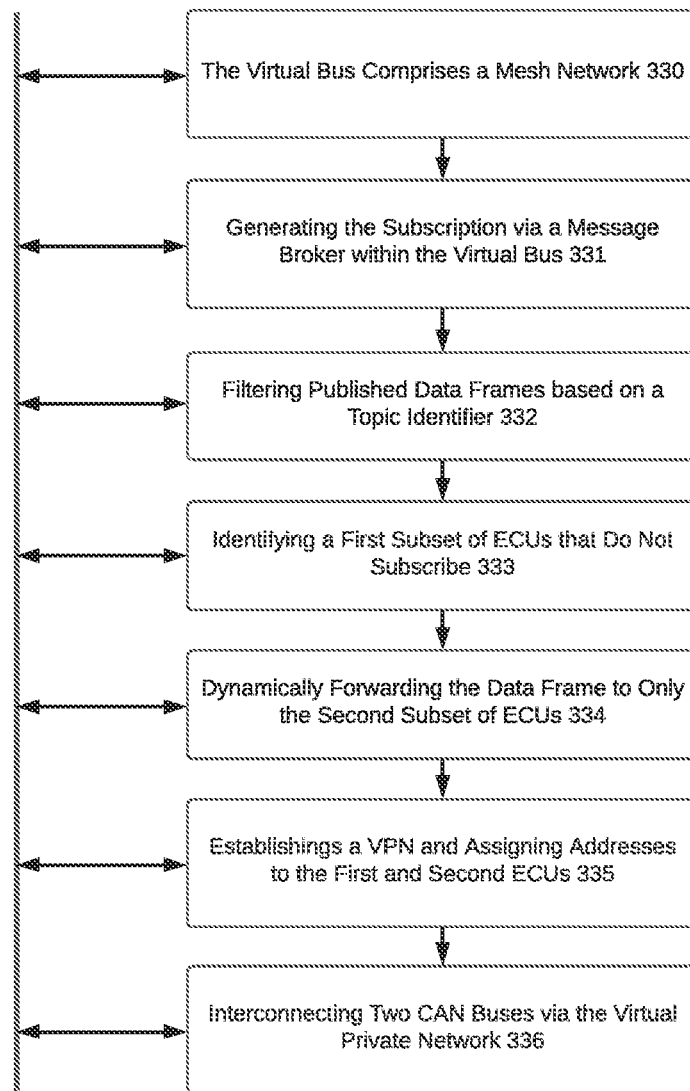 The Virtual Bus Comprises a Mesh Network 330
Generating the Subscription via a Message
Broker within the Virtual Bus 331
Filtering Published Data Frames based on a
Topic Identifier 332
Identifying a First Subset of ECUs that Do Not
Subscribe 333
Dynamically Forwarding the Data Frame to Only
the Second Subset of ECUs 334
Establishings a VPN and Assigning Addresses
to the First and Second ECUs 335
Interconnecting Two CAN Buses via the Virtual
Private Network 336